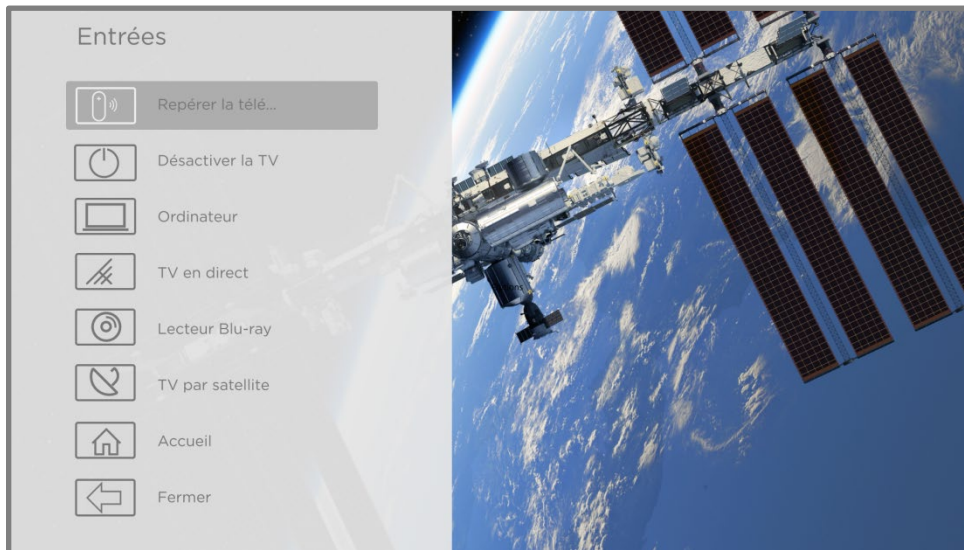 Entrées
Repérer la télé...
Désactiver la TV
Ordinateur
TV en direct
Lecteur Blu-ray
TV par satellite
Accueil
Fermer